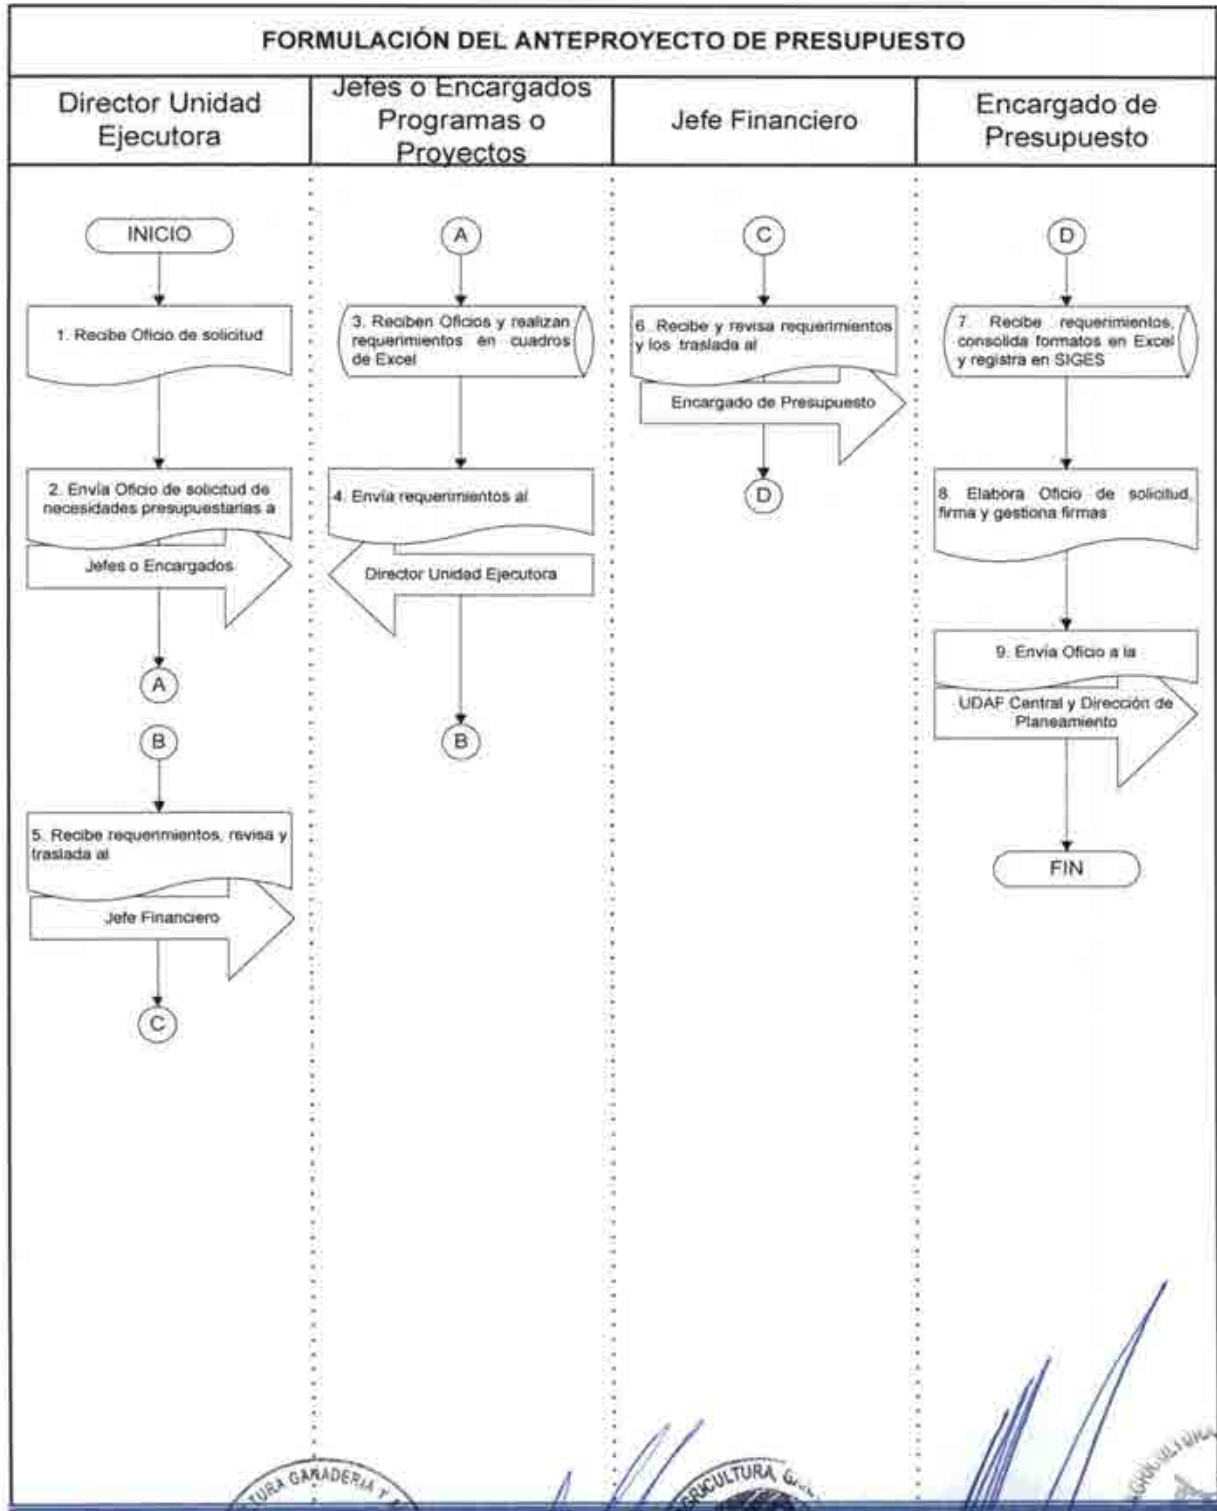 FORMULACIÓN DEL ANTEPROYECTO DE PRESUPUESTO
Director Unidad
Ejecutora
Jefes o Encargados
Programas o
Proyectos
Jefe Financiero
Encargado de
Presupuesto
INICIO
1. Recibe Oficio de solicitud
2. Envía Oficio de solicitud de
necesidades presupuestarias a
Jefes o Encargados
A
B
5. Recibe requerimientos, revisa y
traslada al
Jefe Financiero
C
A
3. Reciben Oficios y realizan
requerimientos en cuadros
de Excel
4. Envía requerimientos al
Director Unidad Ejecutora
B
C
6. Recibe y revisa requerimientos
y los traslada al
Encargado de Presupuesto
D
D
7. Recibe requerimientos,
consolida formatos en Excel
y registra en SIGES
8. Elabora Oficio de solicitud,
firma y gestiona firmas
9. Envía Oficio a la
UDAF Central y Dirección de
Planeamiento
FIN
GANADERIA Y